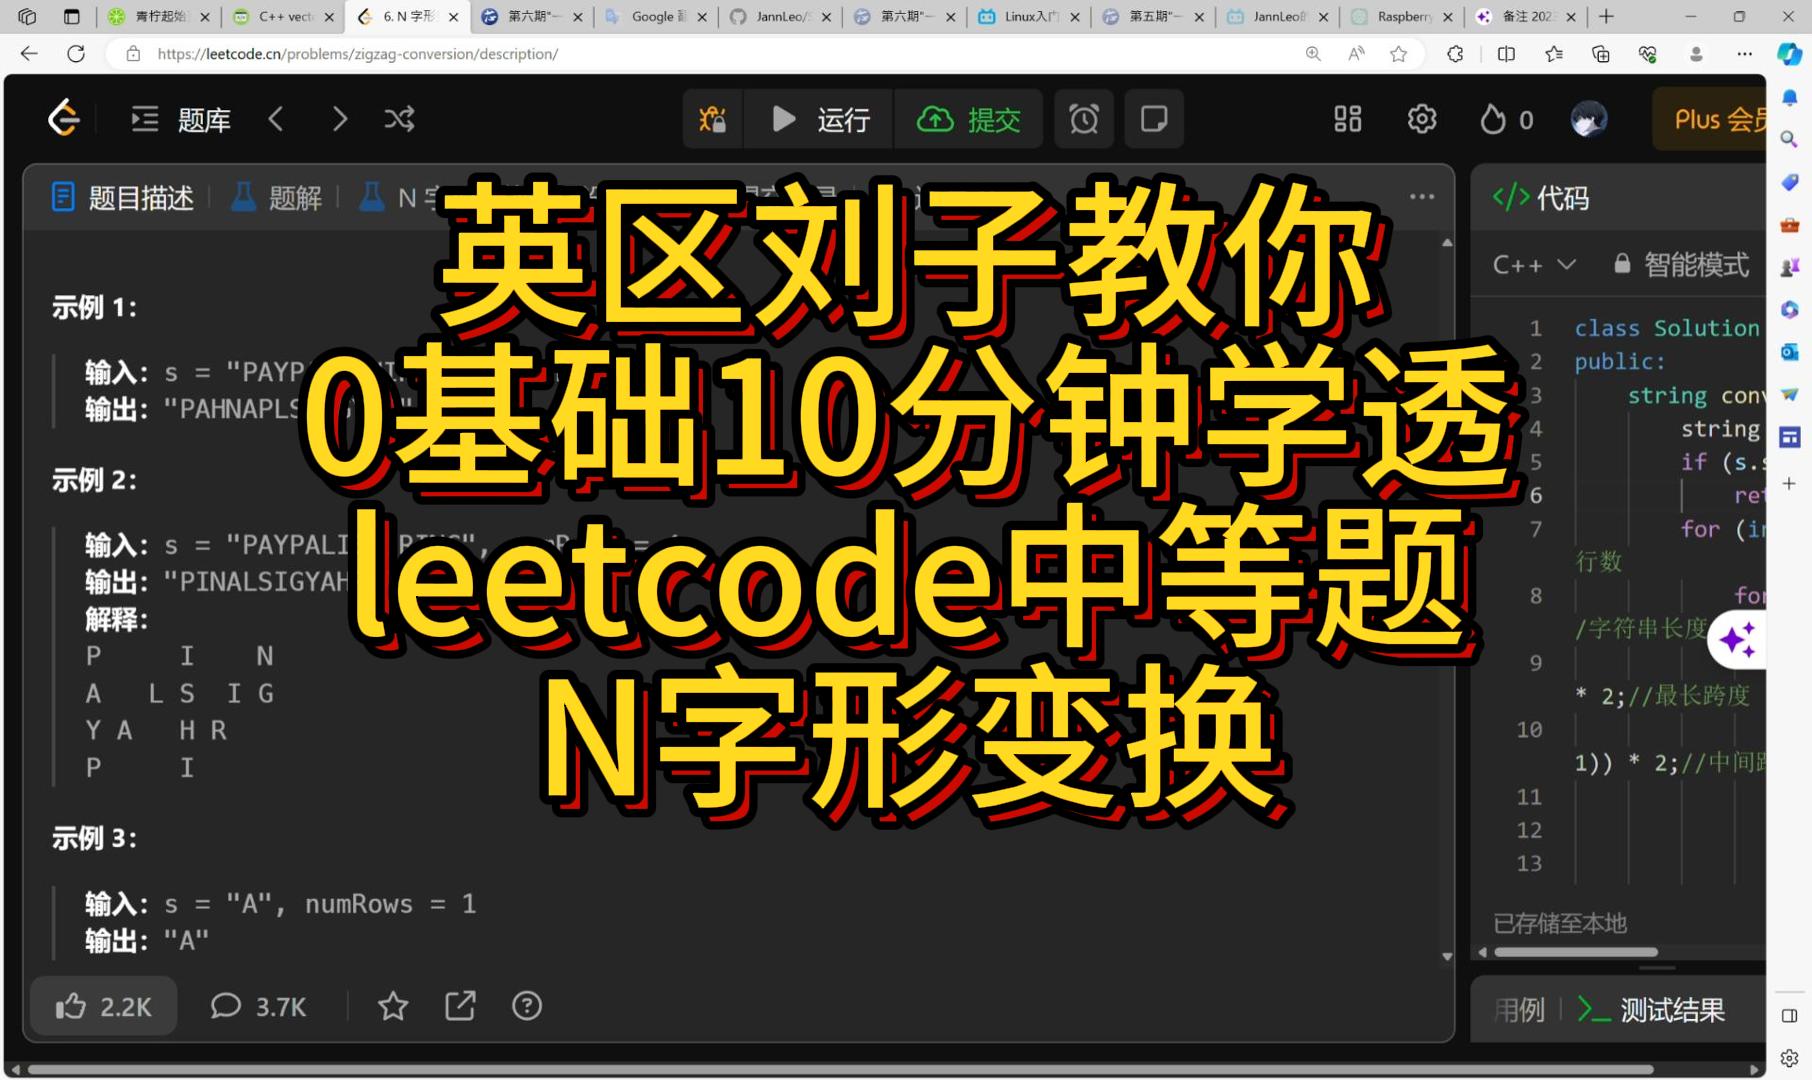 青柠起始
C++ vect
6. N 字形
第六期"一
Google 翻
JannLeo/S
第六期"一
Linux入门
第五期"一
JannLeo的
Raspberry
备注 202
https://leetcode.cn/problems/zigzag-conversion/description/
题库
运行
提交
0
Plus 会员
题目描述
题解
N 字
代码
英区刘子教你
0基础10分钟学透
leetcode中等题
N字形变换
C++
智能模式
示例 1:
输入: s = "PAYP
输出: "PAHNAPLS
示例 2:
输入: s = "PAYPALI
输出: "PINALSIGYAH
解释:
P I N
A L S I G
Y A H R
P I
示例 3:
输入: s = "A", numRows = 1
输出: "A"
2.2K
3.7K
1 class Solution
2 public:
3 string conv
4 string
5 if (s.s
6 ret
7 for (in
行数
8 for
/字符串长度
9
* 2;//最长跨度
10
1)) * 2;//中间跨
11
12
13
已存储至本地
用例
测试结果